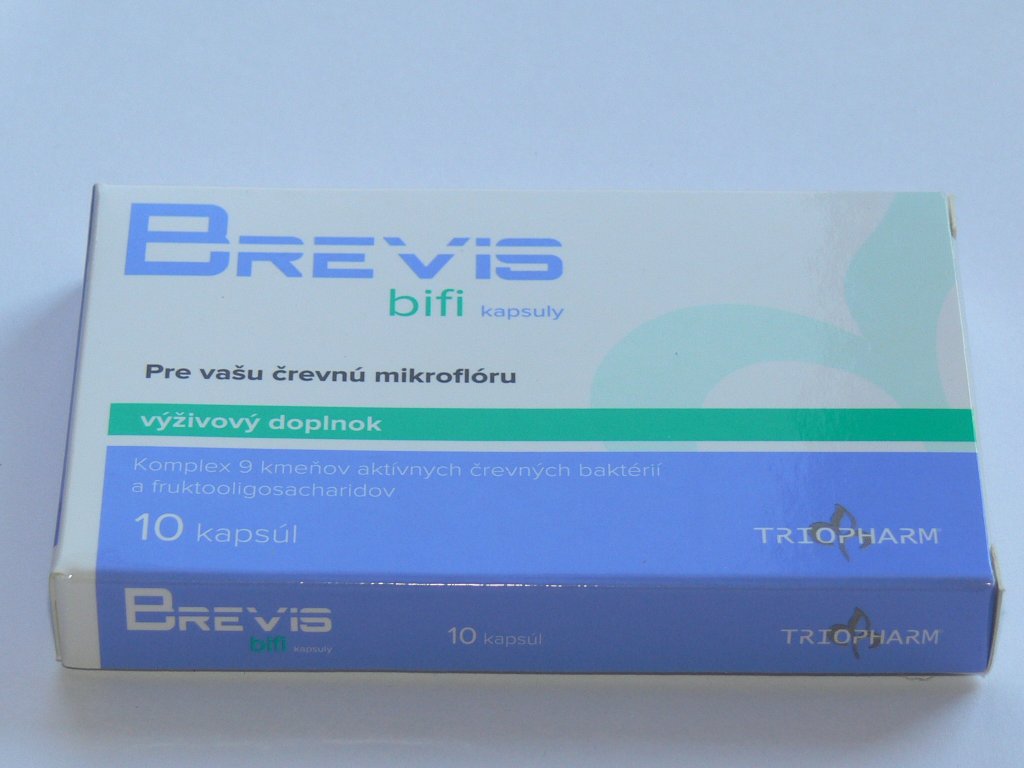 BREViS
bifi kapsuly
Pre vašu črevnú mikroflóru
výživový doplnok
Komplex 9 kmeňov aktívnych črevných baktérií
a fruktooligosacharidov
10 kapsúl
TRIOPHARM
BREViS
bifi kapsuly
10 kapsúl
TRIOPHARM